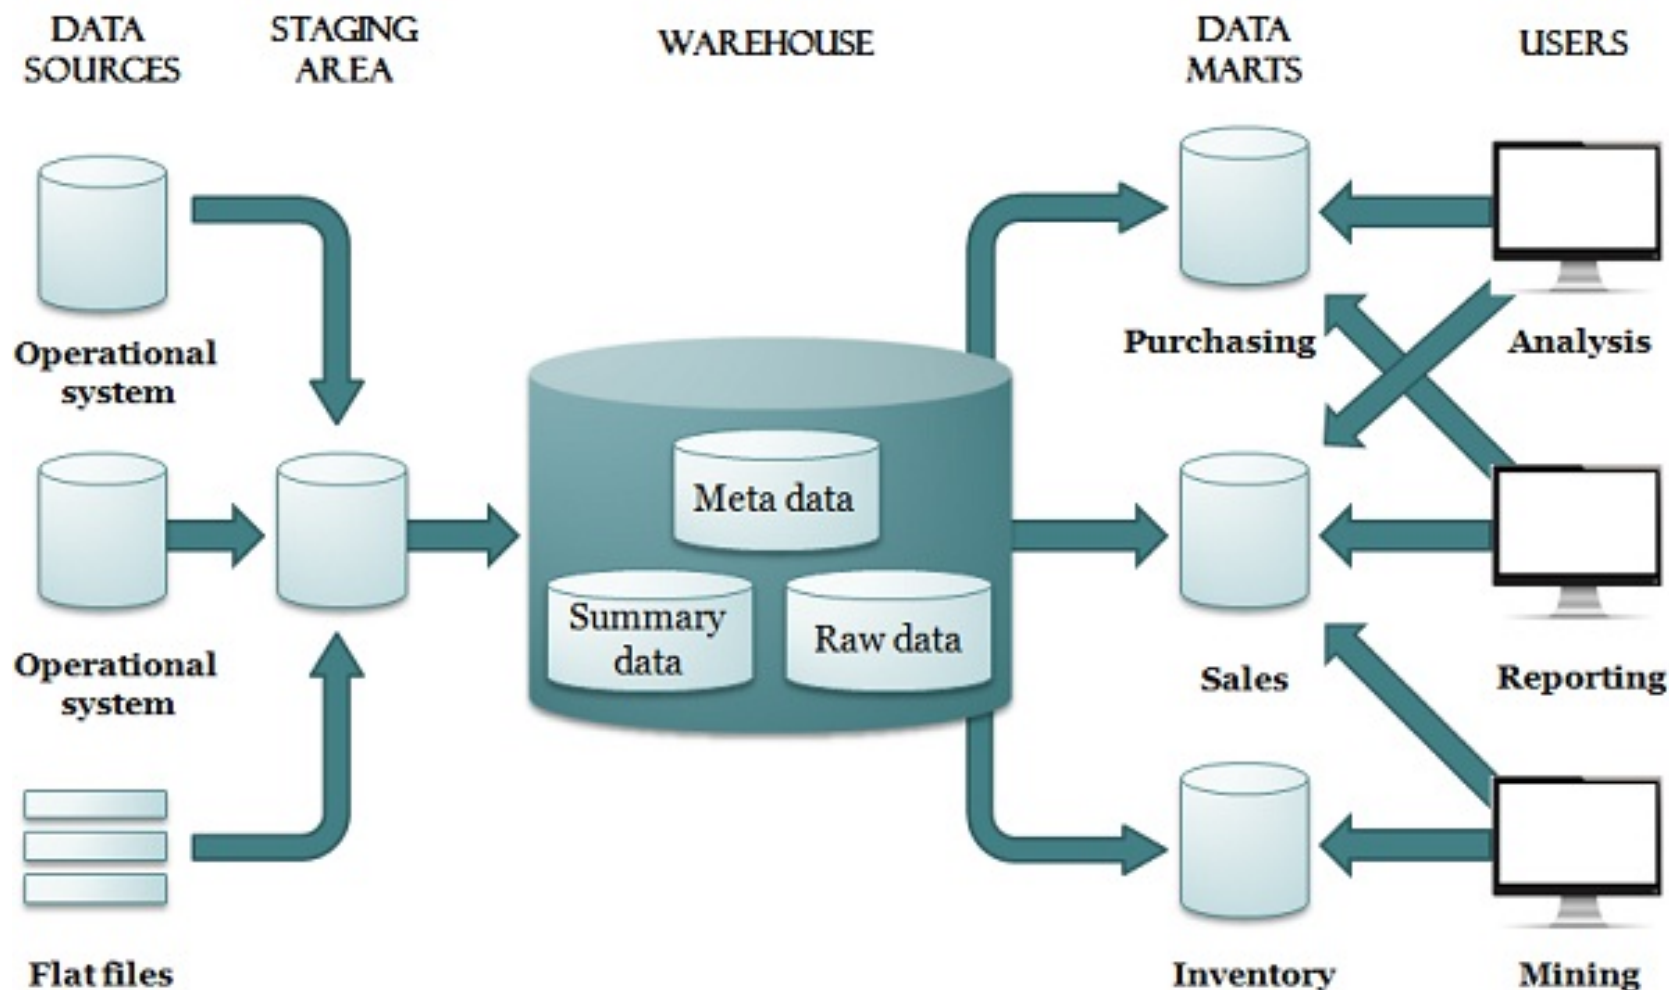 DATA
SOURCES
STAGING
AREA
WAREHOUSE
DATA
MARTS
USERS
Operational
system
Operational
system
Flat files
Meta data
Summary
data
Raw data
Purchasing
Sales
Inventory
Analysis
Reporting
Mining